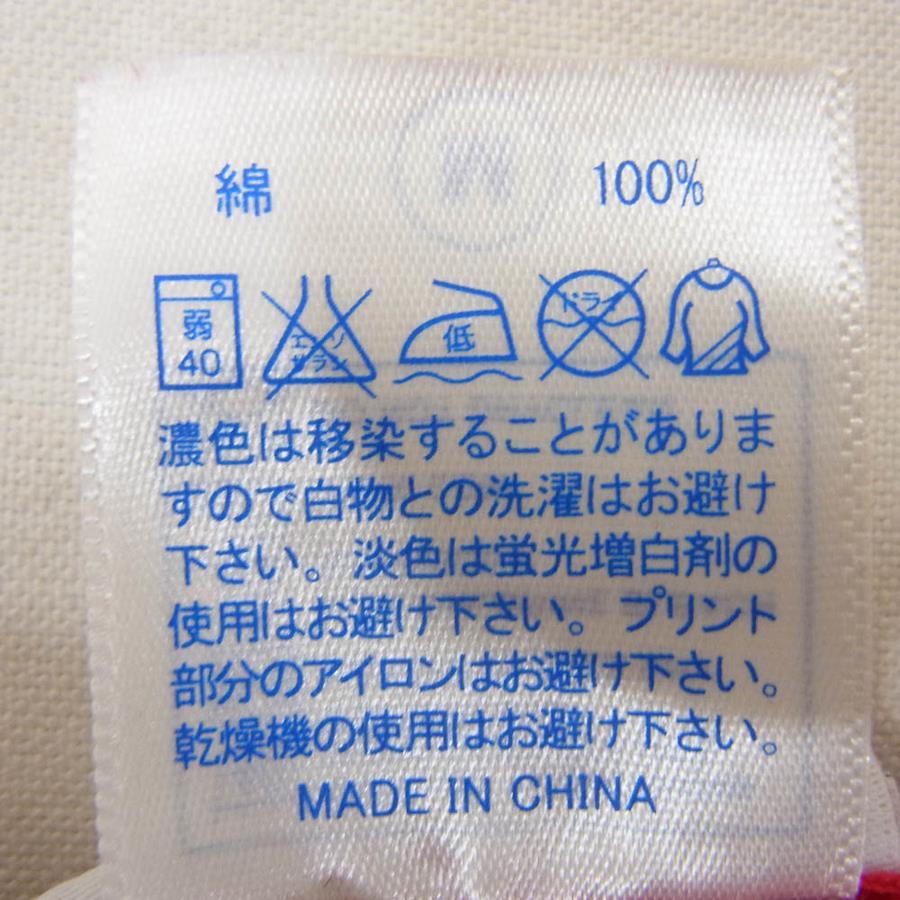 綿 100%
弱 40 エンソ サラシ 低 ドライ
濃色は移染することがありま
すので白物との洗濯はお避け
下さい。淡色は蛍光増白剤の
使用はお避け下さい。プリント
部分のアイロンはお避け下さい。
乾燥機の使用はお避け下さい。
MADE IN CHINA